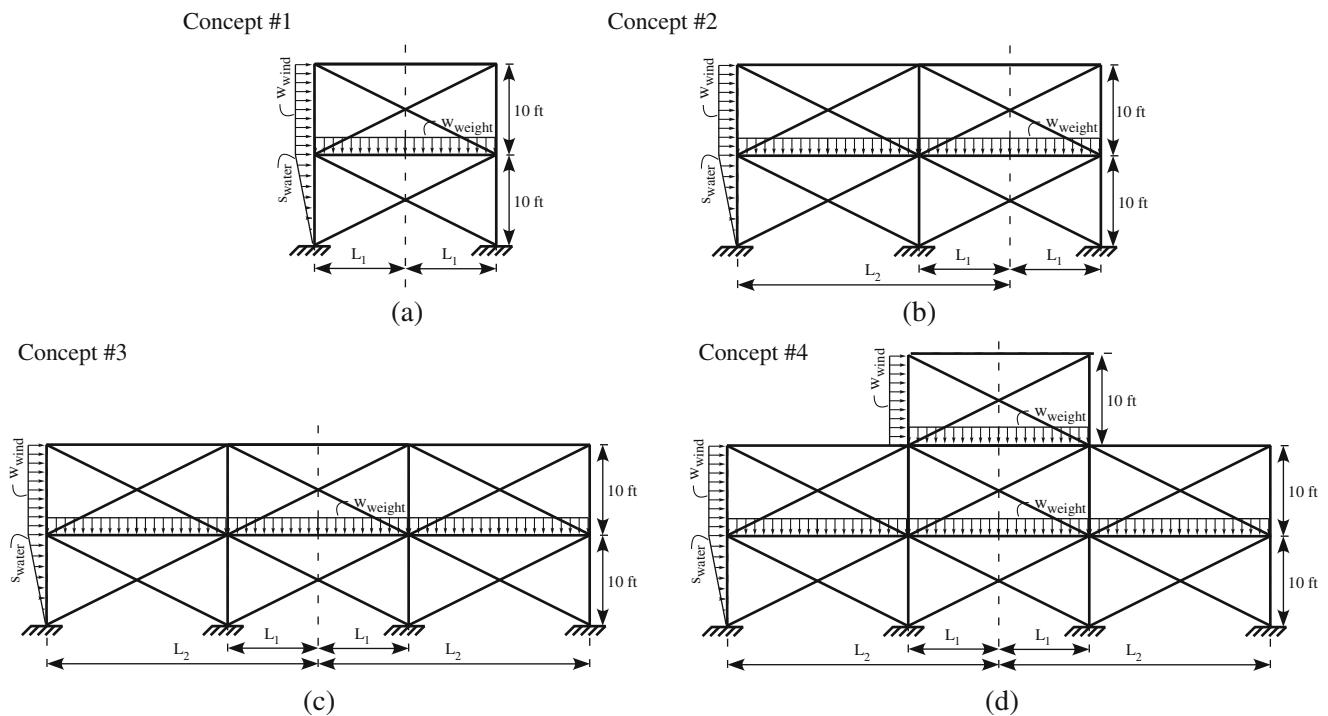 Concept #1
w_wind
w_weight
s_water
10 ft
10 ft
L_1
L_1
(a)
Concept #2
w_wind
w_weight
s_water
10 ft
10 ft
L_1
L_1
L_2
(b)
Concept #3
w_wind
w_weight
s_water
10 ft
10 ft
L_1
L_1
L_2
L_2
(c)
Concept #4
w_wind
w_weight
10 ft
w_wind
w_weight
s_water
10 ft
10 ft
L_1
L_1
L_2
L_2
(d)